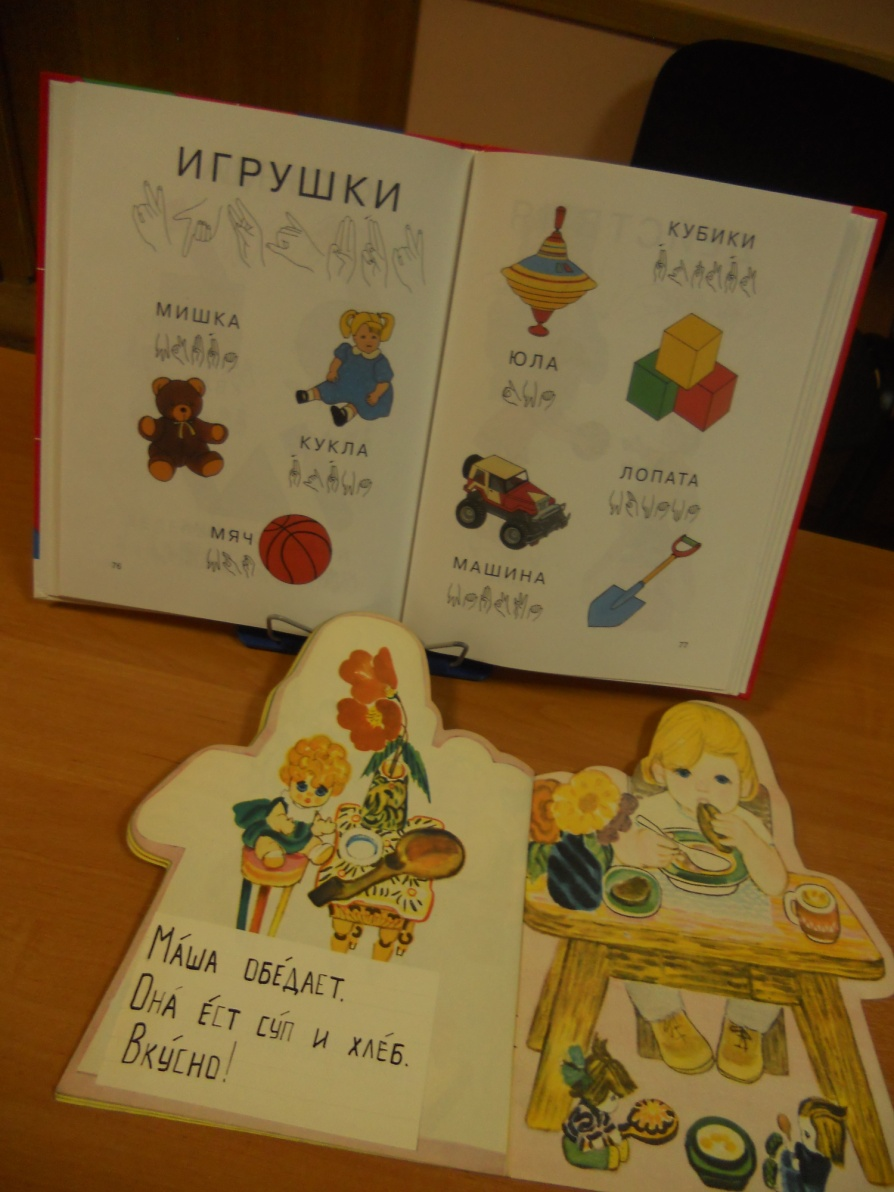 ИГРУШКИ
МИШКА
КУКЛА
МЯЧ
76
КУБИКИ
ЮЛА
ЛОПАТА
МАШИНА
77
МА́ША ОБЕ́ДАЕТ.
ОНА́ Е́СТ СУ́П И ХЛЕ́Б.
ВКУ́СНО!